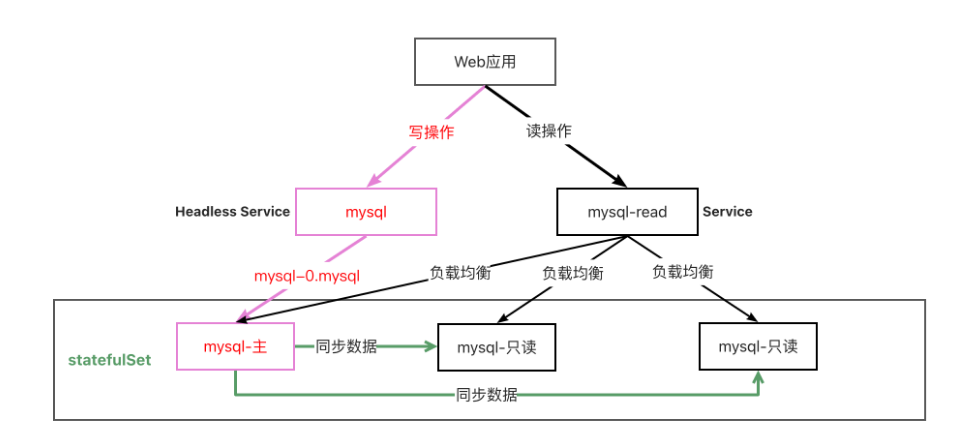 Web应用
写操作
读操作
Headless Service
mysql
mysql-read
Service
mysql-0.mysql
负载均衡
负载均衡
负载均衡
statefulSet
mysql-主
同步数据
mysql-只读
mysql-只读
同步数据